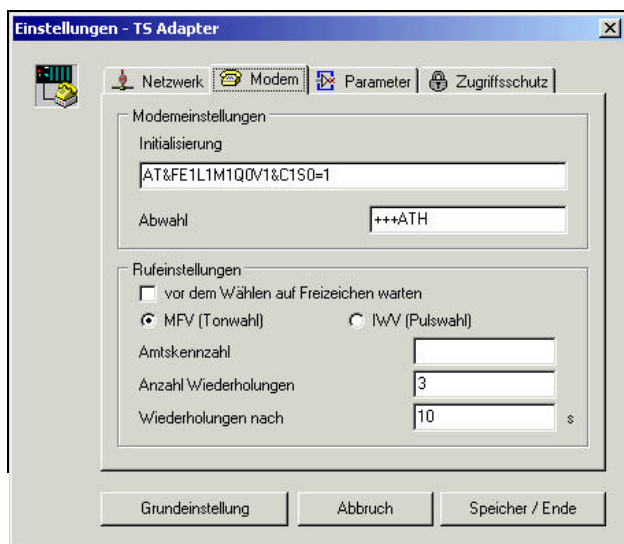 Einstellungen - TS Adapter
Netzwerk Modem Parameter Zugriffsschutz
Modemeinstellungen
Initialisierung
AT&FE1L1M1Q0V1&C1S0=1
Abwahl +++ATH
Rufeinstellungen
vor dem Wählen auf Freizeichen warten
MFV (Tonwahl) IWV (Pulswahl)
Amtskennzahl
Anzahl Wiederholungen 3
Wiederholungen nach 10 s
Grundeinstellung Abbruch Speicher / Ende